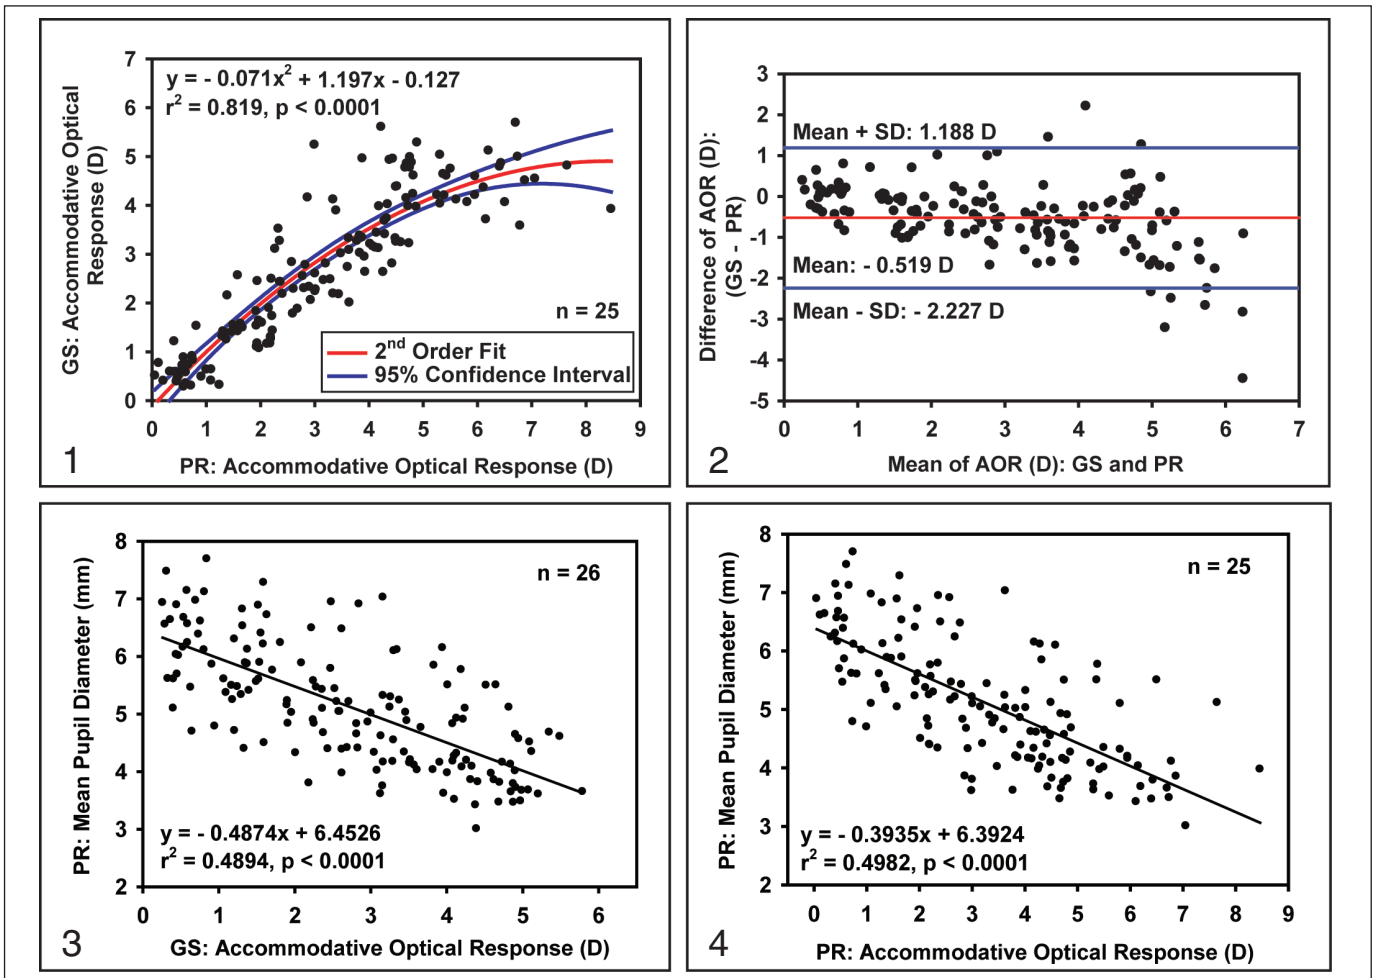 7
6
5
4
3
2
1
0
GS: Accommodative Optical
Response (D)
y = - 0.071x² + 1.197x - 0.127
r² = 0.819, p < 0.0001
n = 25
2nd Order Fit
95% Confidence Interval
0 1 2 3 4 5 6 7 8 9
PR: Accommodative Optical Response (D)
1
3
2
1
0
-1
-2
-3
-4
-5
Difference of AOR (D):
(GS - PR)
Mean + SD: 1.188 D
Mean: - 0.519 D
Mean - SD: - 2.227 D
0 1 2 3 4 5 6 7
Mean of AOR (D): GS and PR
2
8
7
6
5
4
3
2
PR: Mean Pupil Diameter (mm)
n = 26
y = - 0.4874x + 6.4526
r² = 0.4894, p < 0.0001
0 1 2 3 4 5 6
GS: Accommodative Optical Response (D)
3
8
7
6
5
4
3
2
PR: Mean Pupil Diameter (mm)
n = 25
y = - 0.3935x + 6.3924
r² = 0.4982, p < 0.0001
0 1 2 3 4 5 6 7 8 9
PR: Accommodative Optical Response (D)
4